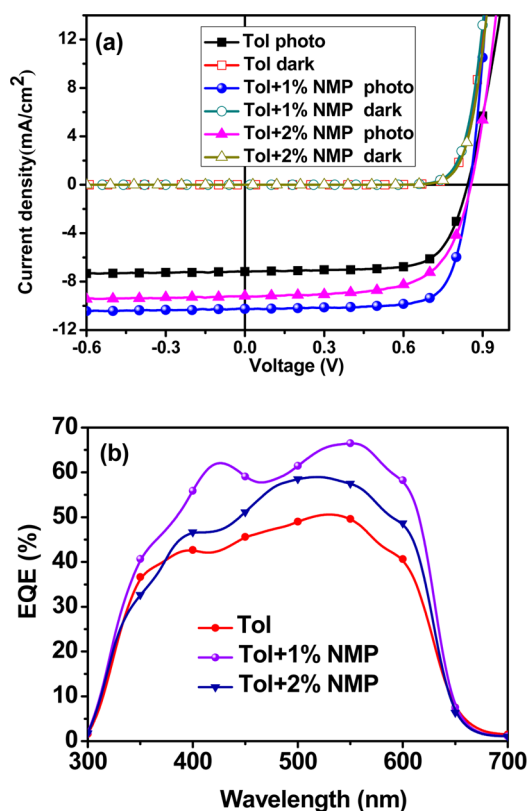 (a)
Tol photo
Tol dark
Tol+1% NMP photo
Tol+1% NMP dark
Tol+2% NMP photo
Tol+2% NMP dark
Current density(mA/cm²)
12
8
4
0
-4
-8
-12
-0.6 -0.3 0.0 0.3 0.6 0.9
Voltage (V)
(b)
EQE (%)
70
60
50
40
30
20
10
0
Tol
Tol+1% NMP
Tol+2% NMP
300 400 500 600 700
Wavelength (nm)